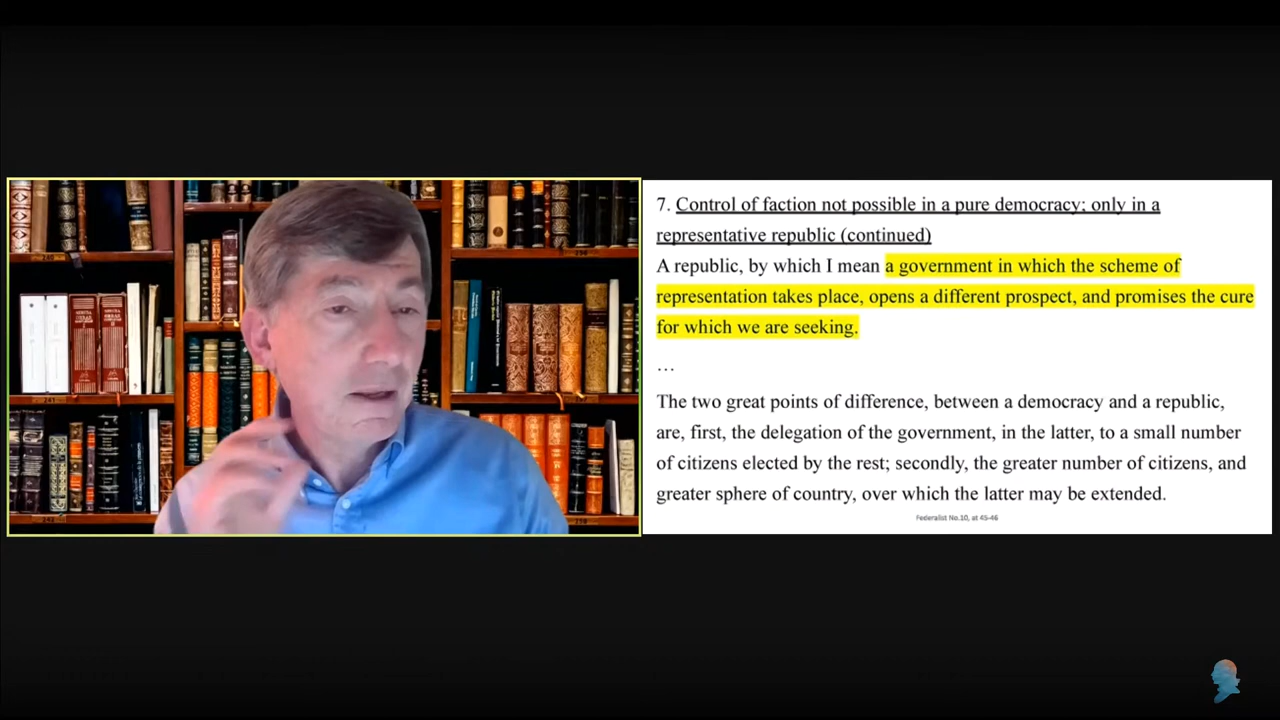 7. Control of faction not possible in a pure democracy; only in a
representative republic (continued)
A republic, by which I mean a government in which the scheme of
representation takes place, opens a different prospect, and promises the cure
for which we are seeking.
…
The two great points of difference, between a democracy and a republic,
are, first, the delegation of the government, in the latter, to a small number
of citizens elected by the rest; secondly, the greater number of citizens, and
greater sphere of country, over which the latter may be extended.
Federalist No.10, at 45-46
241
242